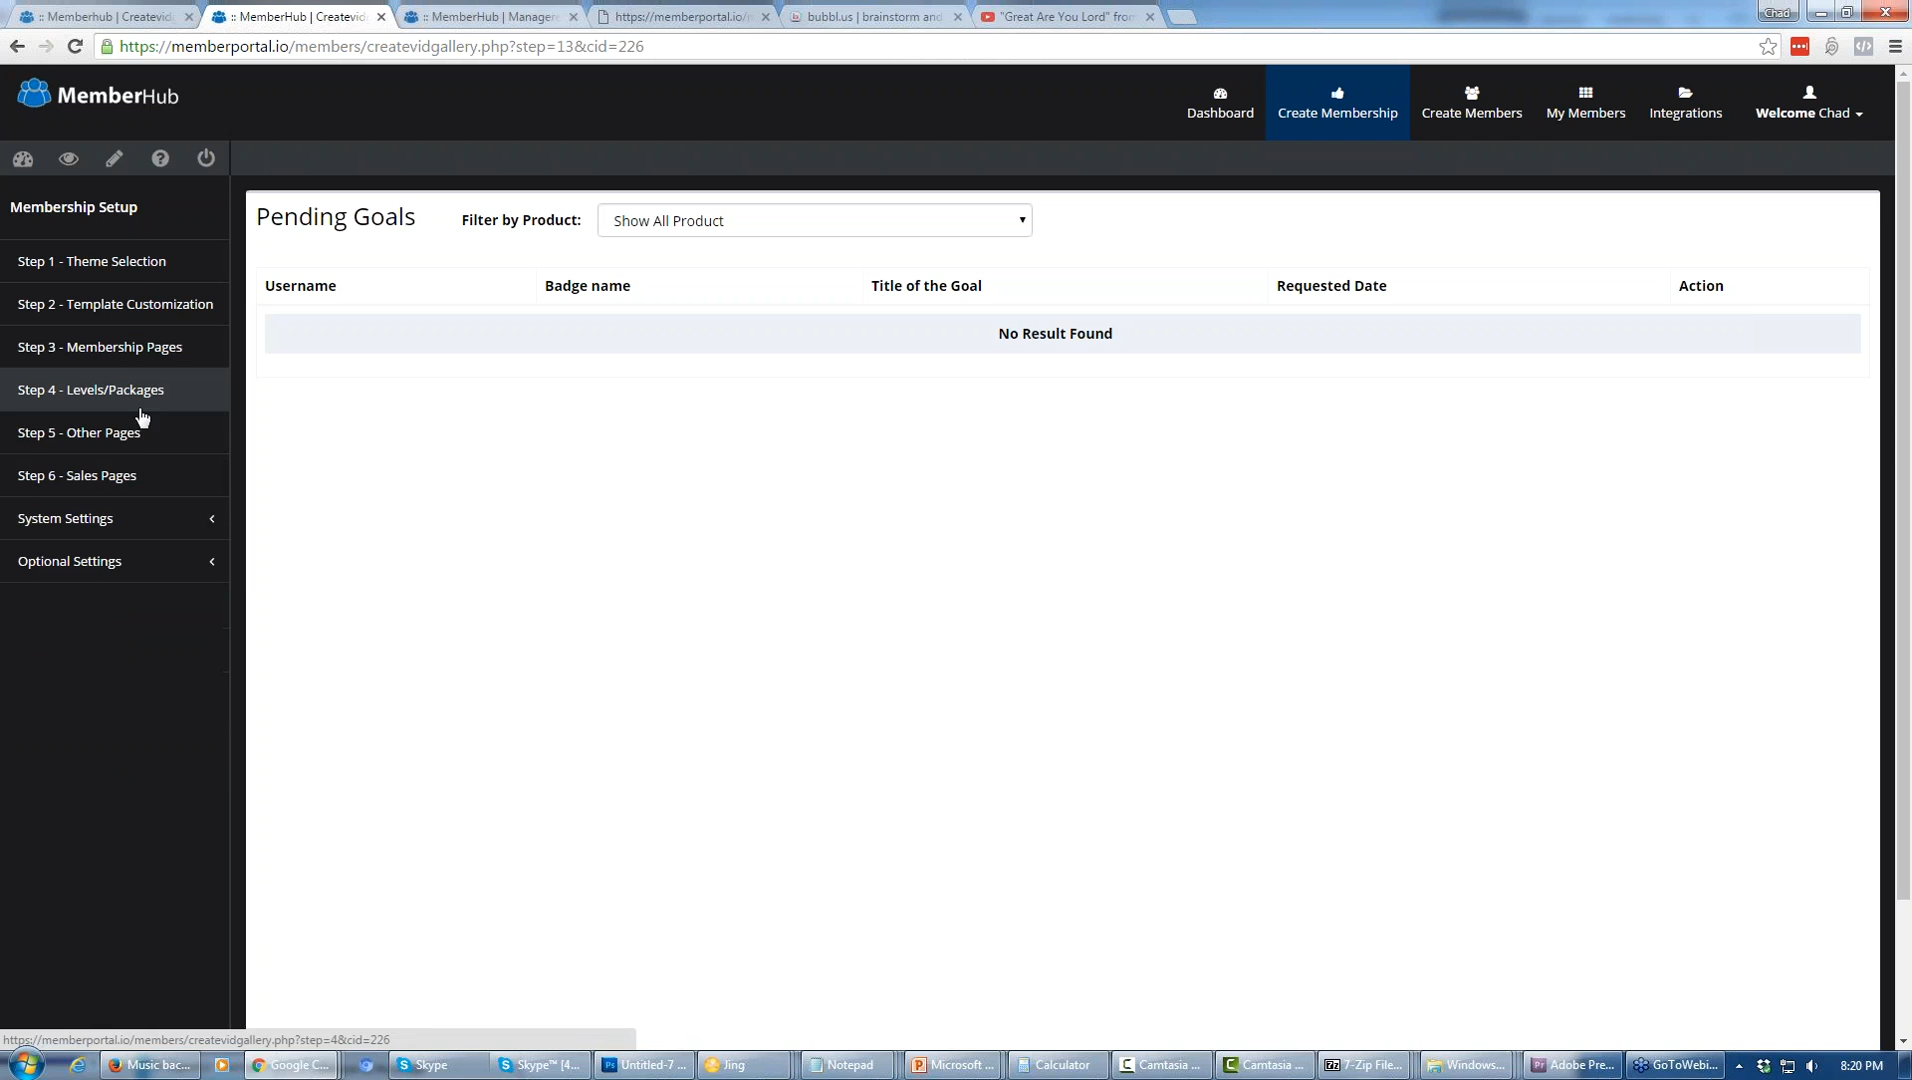 :: Memberhub | Createvid
:: MemberHub | Createvid
:: MemberHub | Manager
https://memberportal.io/
bubbl.us | brainstorm and
"Great Are You Lord" from
Chad
https://memberportal.io/members/createvidgallery.php?step=13&cid=226
MemberHub
Dashboard
Create Membership
Create Members
My Members
Integrations
Welcome Chad
Membership Setup
Step 1 - Theme Selection
Step 2 - Template Customization
Step 3 - Membership Pages
Step 4 - Levels/Packages
Step 5 - Other Pages
Step 6 - Sales Pages
System Settings
Optional Settings
Pending Goals
Filter by Product:
Show All Product
Username
Badge name
Title of the Goal
Requested Date
Action
No Result Found
https://memberportal.io/members/createvidgallery.php?step=4&cid=226
Music bac...
Google C...
Skype
Skype™ [4...
Untitled-7 ...
Jing
Notepad
Microsoft ...
Calculator
Camtasia ...
Camtasia ...
7-Zip File...
Windows...
Adobe Pre...
GoToWebi...
8:20 PM